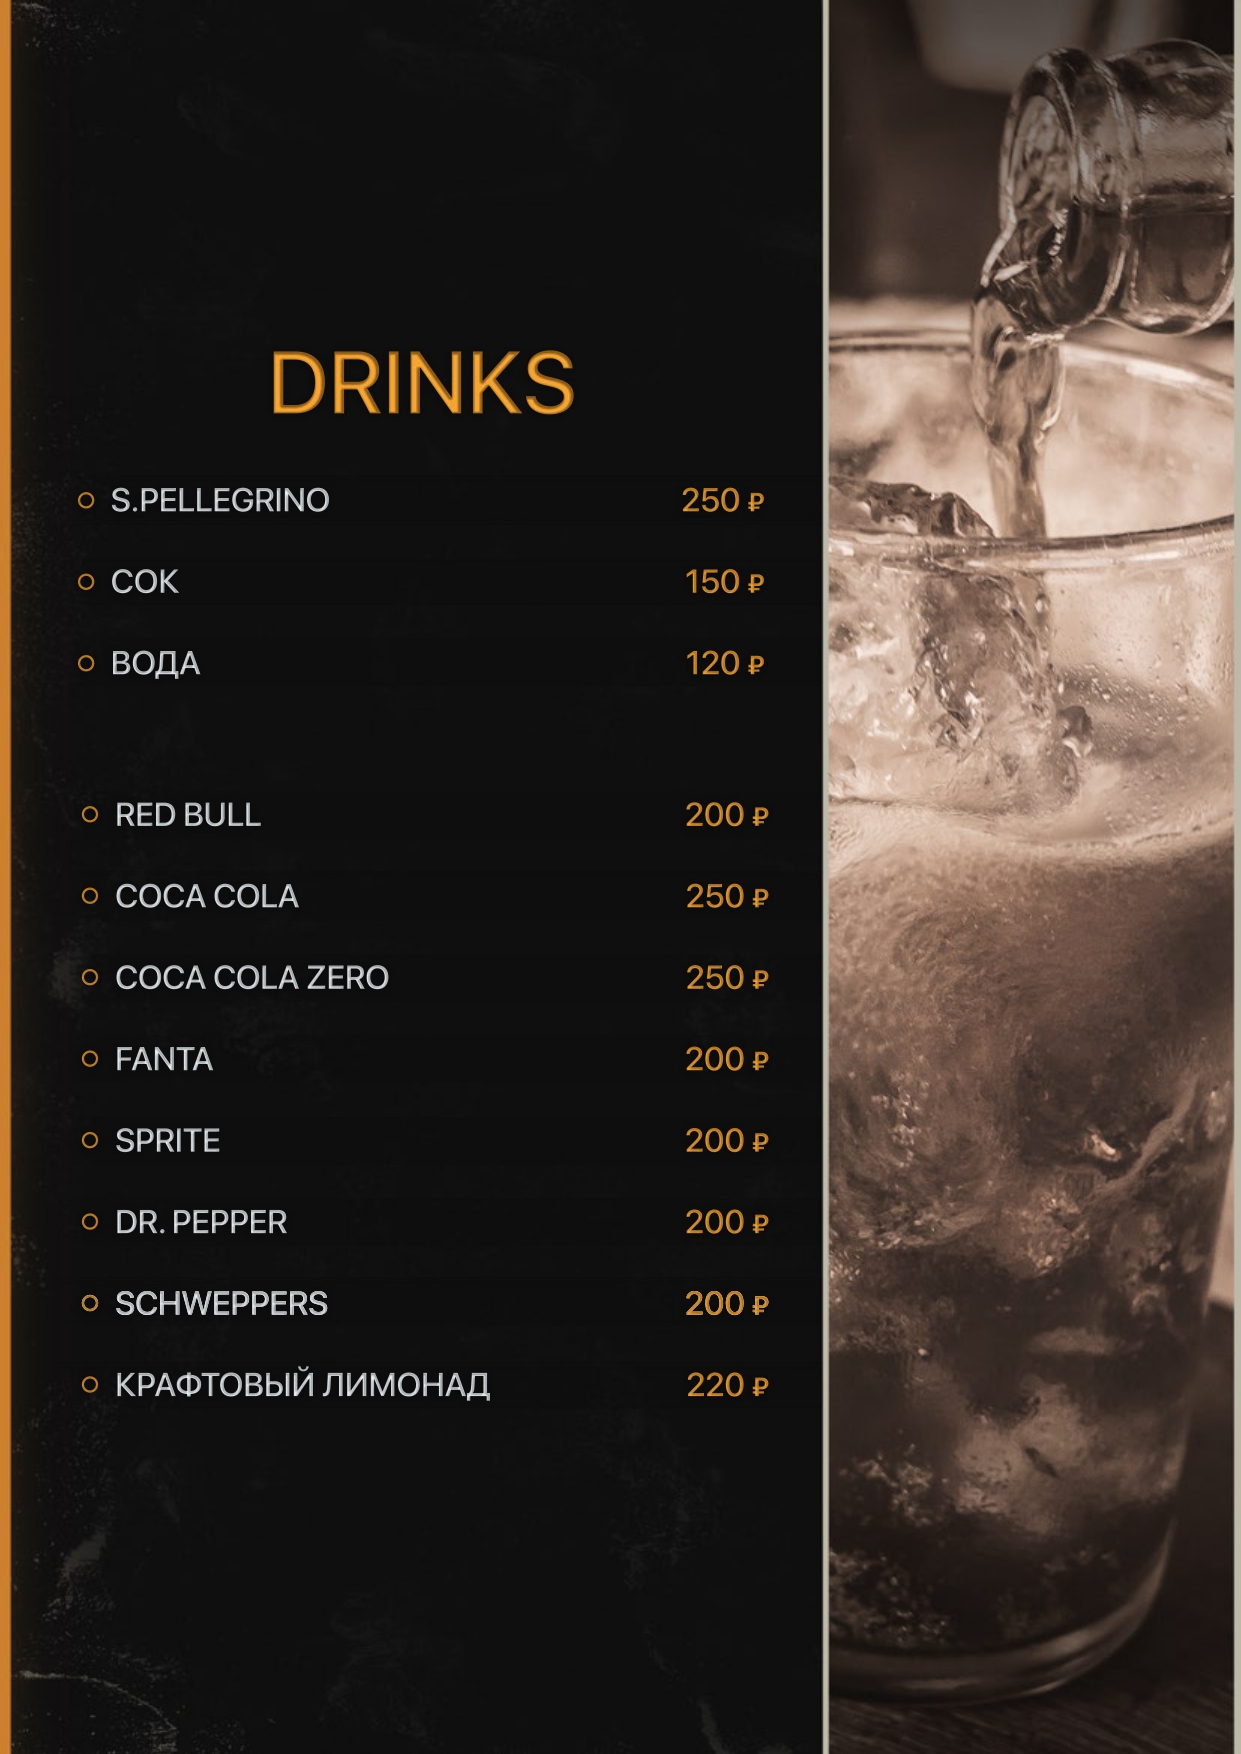 DRINKS
S.PELLEGRINO 250 ₽
СОК 150 ₽
ВОДА 120 ₽
RED BULL 200 ₽
COCA COLA 250 ₽
COCA COLA ZERO 250 ₽
FANTA 200 ₽
SPRITE 200 ₽
DR. PEPPER 200 ₽
SCHWEPPERS 200 ₽
КРАФТОВЫЙ ЛИМОНАД 220 ₽